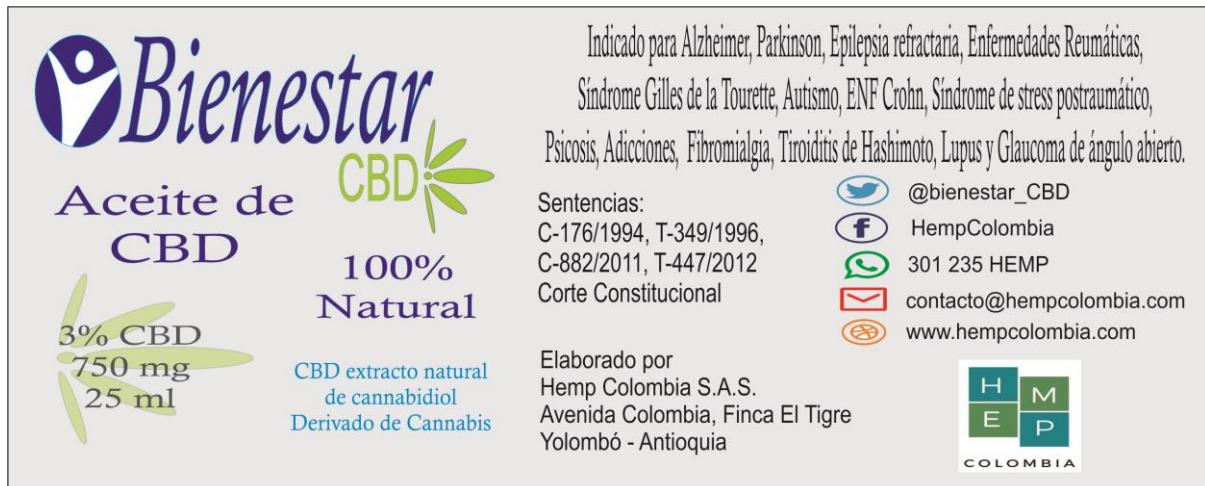 Bienestar
CBD
Aceite de
CBD
100%
Natural
3% CBD
750 mg
25 ml
CBD extracto natural
de cannabidiol
Derivado de Cannabis
Indicado para Alzheimer, Parkinson, Epilepsia refractaria, Enfermedades Reumáticas,
Síndrome Gilles de la Tourette, Autismo, ENF Crohn, Síndrome de stress postraumático,
Psicosis, Adicciones, Fibromialgia, Tiroiditis de Hashimoto, Lupus y Glaucoma de ángulo abierto.
Sentencias:
C-176/1994, T-349/1996,
C-882/2011, T-447/2012
Corte Constitucional
@bienestar_CBD
HempColombia
301 235 HEMP
contacto@hempcolombia.com
www.hempcolombia.com
Elaborado por
Hemp Colombia S.A.S.
Avenida Colombia, Finca El Tigre
Yolombó - Antioquia
H M
E P
COLOMBIA